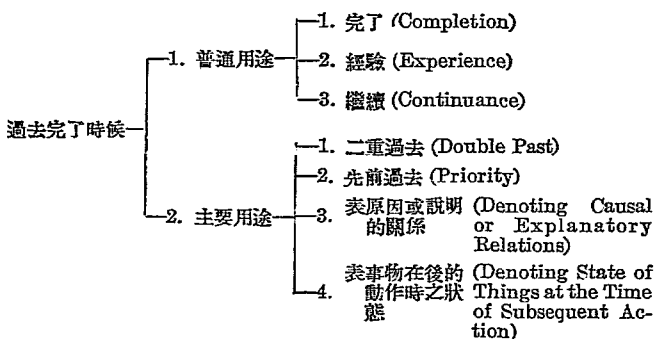 過去完了時候
1. 普通用途
1. 完了 (Completion)
2. 經驗 (Experience)
3. 繼續 (Continuance)
2. 主要用途
1. 二重過去 (Double Past)
2. 先前過去 (Priority)
3. 表原因或說明 (Denoting Causal
的關係 or Explanatory
Relations)
4. 表事物在後的 (Denoting State of
動作時之狀 Things at the Time
態 of Subsequent Ac-
tion)